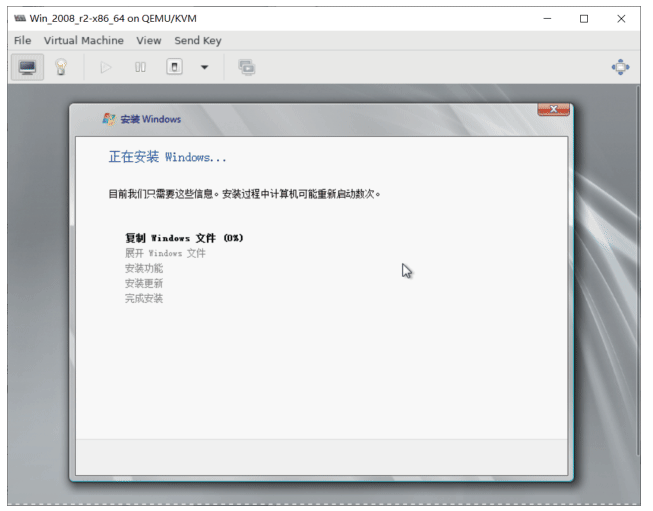 Win_2008_r2-x86_64 on QEMU/KVM
File Virtual Machine View Send Key
安装 Windows
正在安装 Windows...
目前我们只需要这些信息。安装过程中计算机可能重新启动数次。
复制 Windows 文件 (0%)
展开 Windows 文件
安装功能
安装更新
完成安装